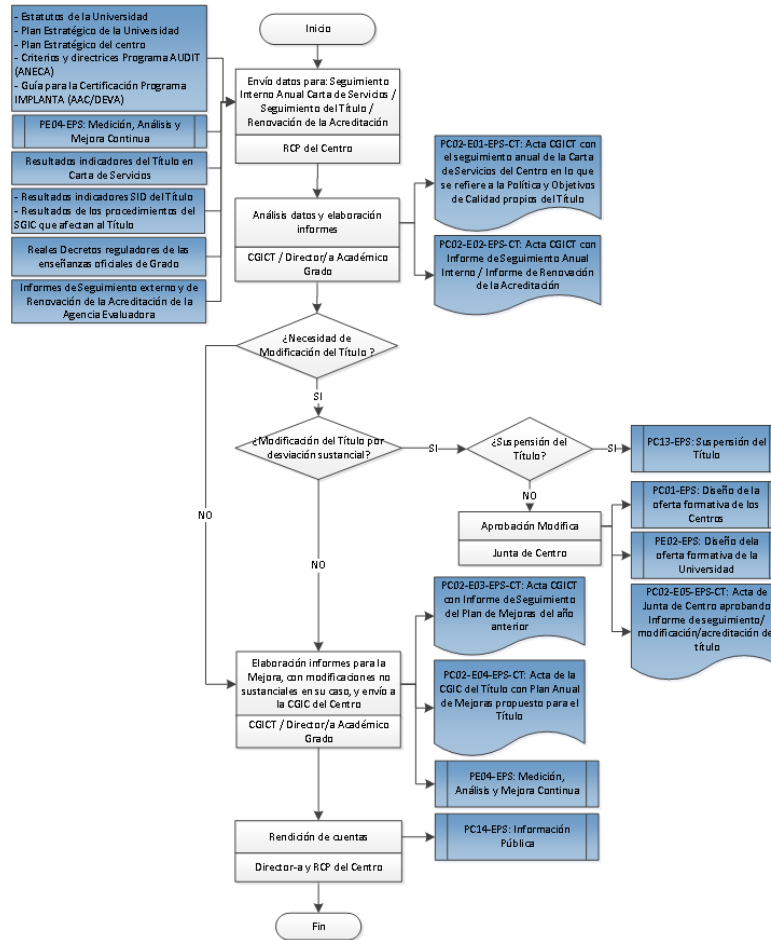 - Estatutos de la Universidad
- Plan Estratégico de la Universidad
- Plan Estratégico del centro
- Criterios y directrices Programa AUDIT
(ANECA)
- Guía para la Certificación Programa
IMPLANTA (AAC/DEVA)
PE04-EPS: Medición, Análisis y
Mejora Continua
Resultados indicadores del Título en
Carta de Servicios
- Resultados indicadores SID del Título
- Resultados de los procedimientos del
SGIC que afectan al Título
Reales Decretos reguladores de las
enseñanzas oficiales de Grado
Informes de Seguimiento externo y de
Renovación de la Acreditación de la
Agencia Evaluadora
Inicio
Envío datos para: Seguimiento
Interno Anual Carta de Servicios /
Seguimiento del Título /
Renovación de la Acreditación
RCP del Centro
Análisis datos y elaboración
informes
CGICT / Director/a Académico
Grado
PC02-E01-EPS-CT: Acta CGICT con
el seguimiento anual de la Carta
de Servicios del Centro en lo que
se refiere a la Política y Objetivos
de Calidad propios del Título
PC02-E02-EPS-CT: Acta CGICT con
Informe de Seguimiento Anual
Interno / Informe de Renovación
de la Acreditación
¿Necesidad de
Modificación del Título ?
SI
NO
¿Modificación del Título por
desviación sustancial?
SI
NO
¿Suspensión del
Título?
SI
NO
PC13-EPS: Suspensión del
Título
Aprobación Modifica
Junta de Centro
PC01-EPS: Diseño de la
oferta formativa de los
Centros
PE02-EPS: Diseño dela
oferta formativa de la
Universidad
PC02-E05-EPS-CT: Acta de
Junta de Centro aprobando
Informe de seguimiento/
modificación/acreditación de
título
PC02-E03-EPS-CT: Acta CGICT
con Informe de Seguimiento
del Plan de Mejoras del año
anterior
Elaboración informes para la
Mejora, con modificaciones no
sustanciales en su caso, y envío a
la CGIC del Centro
CGICT / Director/a Académico
Grado
PC02-E04-EPS-CT: Acta de la
CGIC del Título con Plan Anual
de Mejoras propuesto para el
Título
PE04-EPS: Medición,
Análisis y Mejora Continua
Rendición de cuentas
Director-a y RCP del Centro
PC14-EPS: Información
Pública
Fin